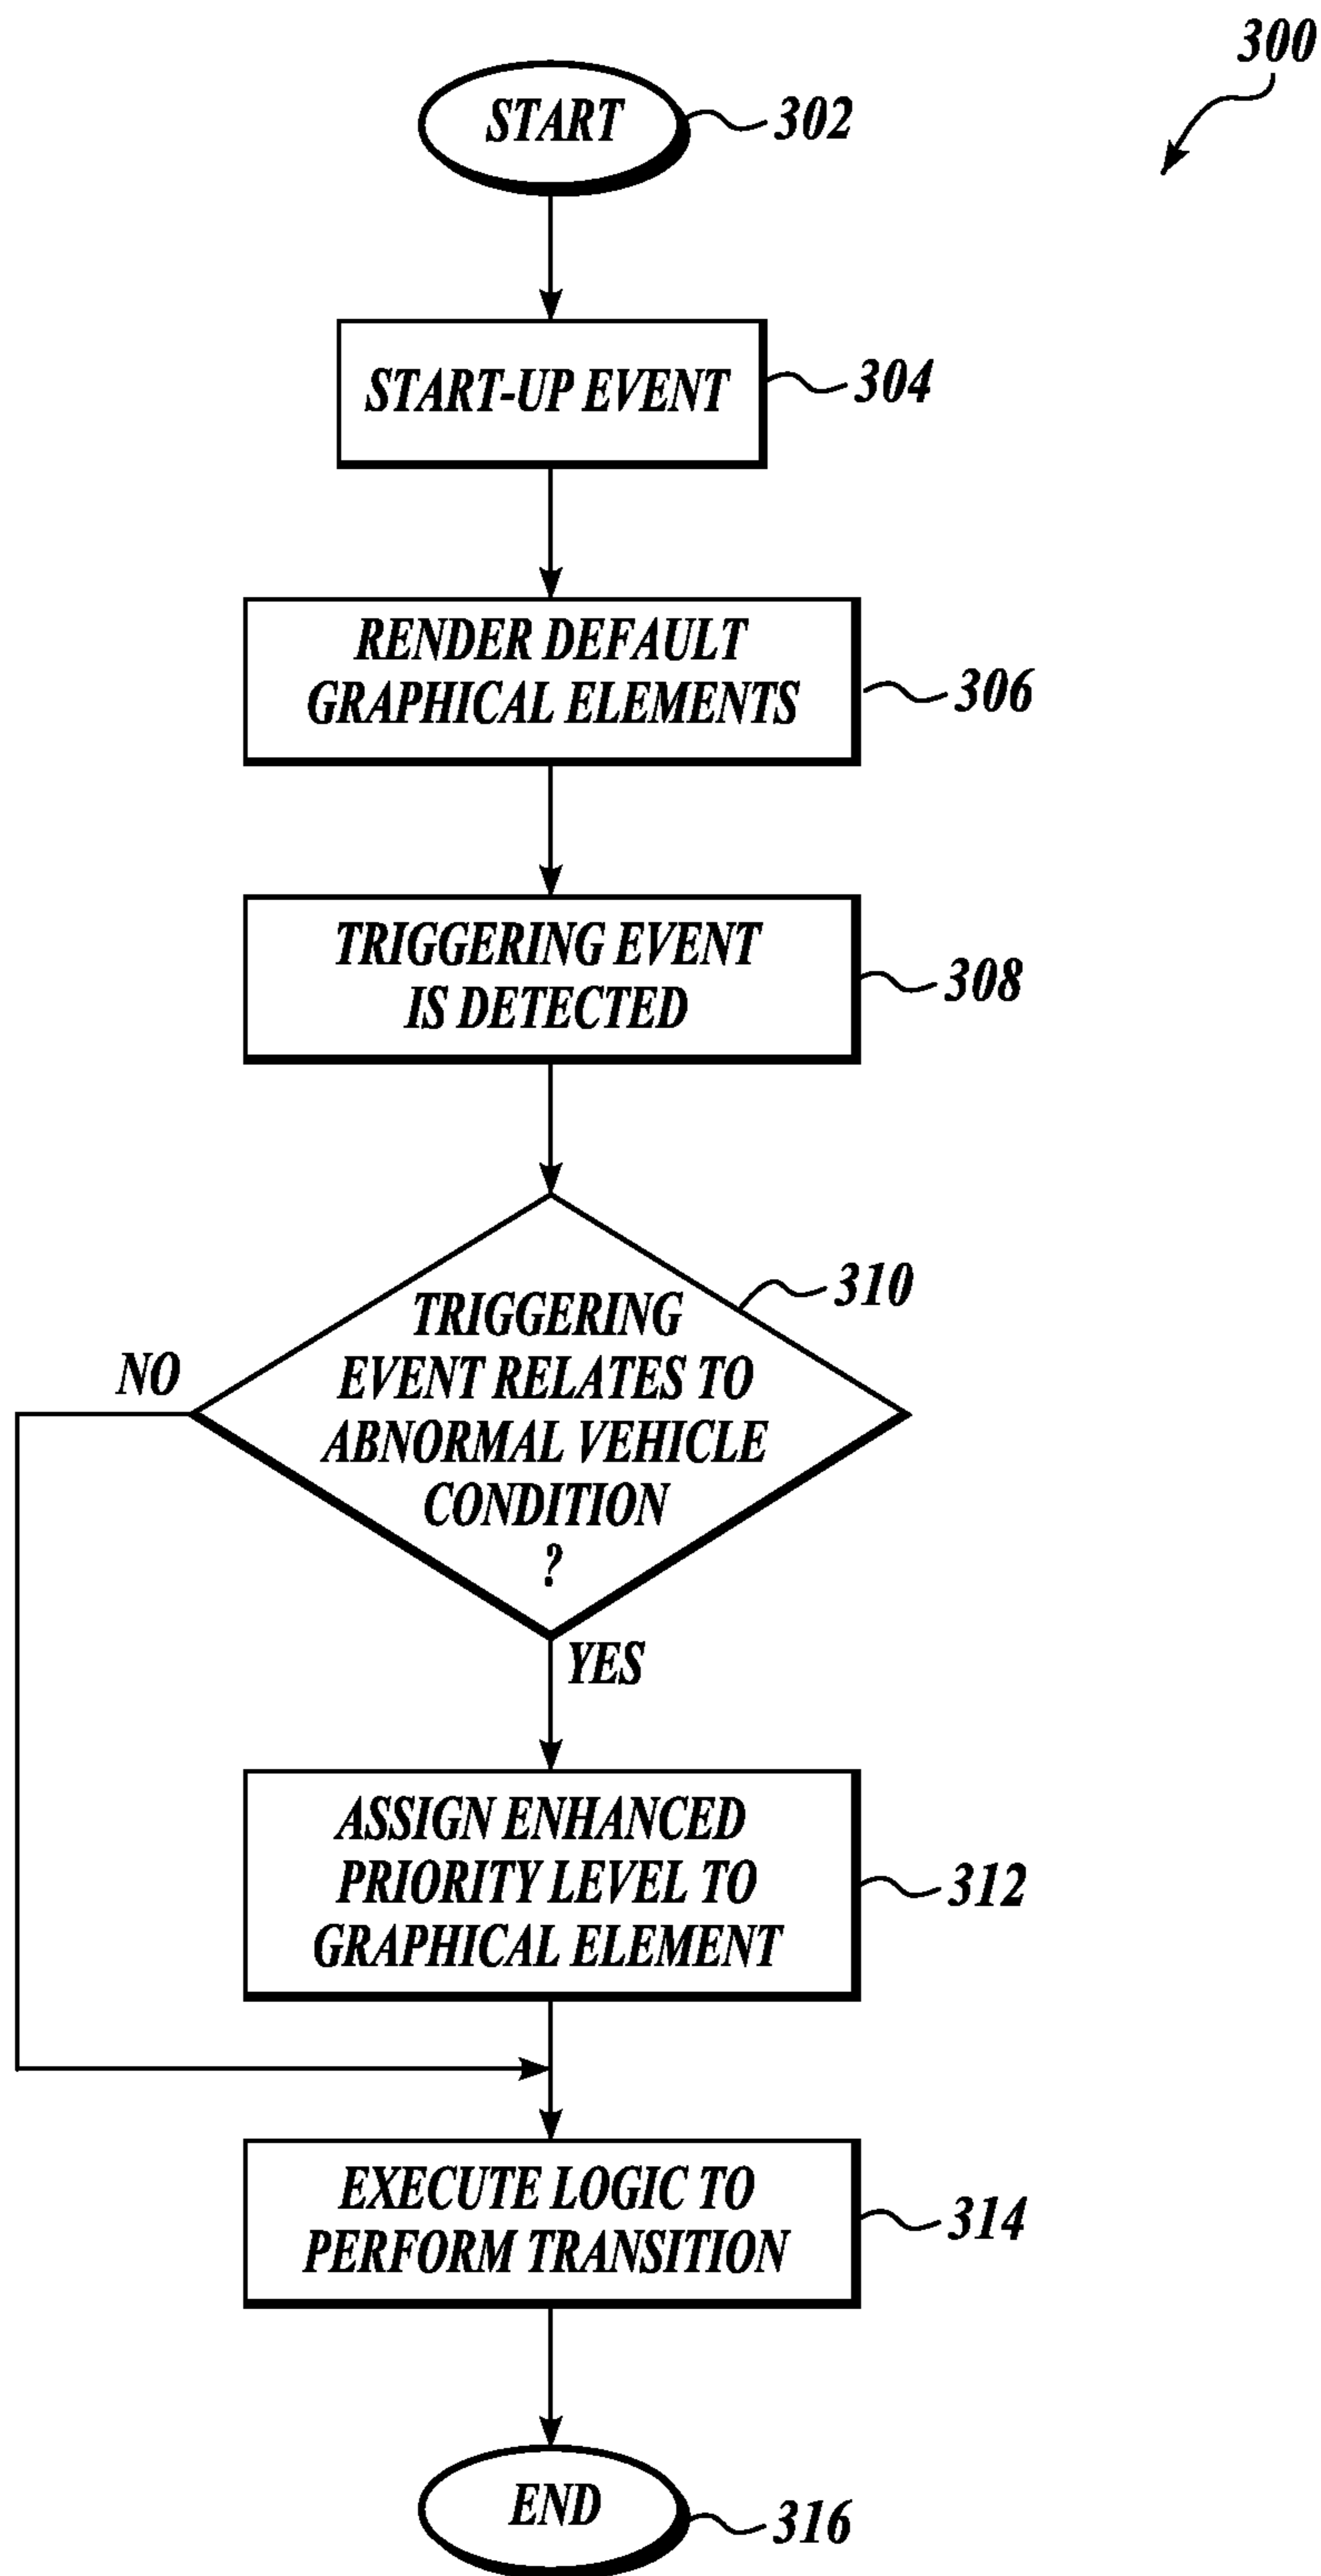 300
START
302
START-UP EVENT
304
RENDER DEFAULT
GRAPHICAL ELEMENTS
306
TRIGGERING EVENT
IS DETECTED
308
310
TRIGGERING
EVENT RELATES TO
ABNORMAL VEHICLE
CONDITION
?
NO
YES
ASSIGN ENHANCED
PRIORITY LEVEL TO
GRAPHICAL ELEMENT
312
EXECUTE LOGIC TO
PERFORM TRANSITION
314
END
316